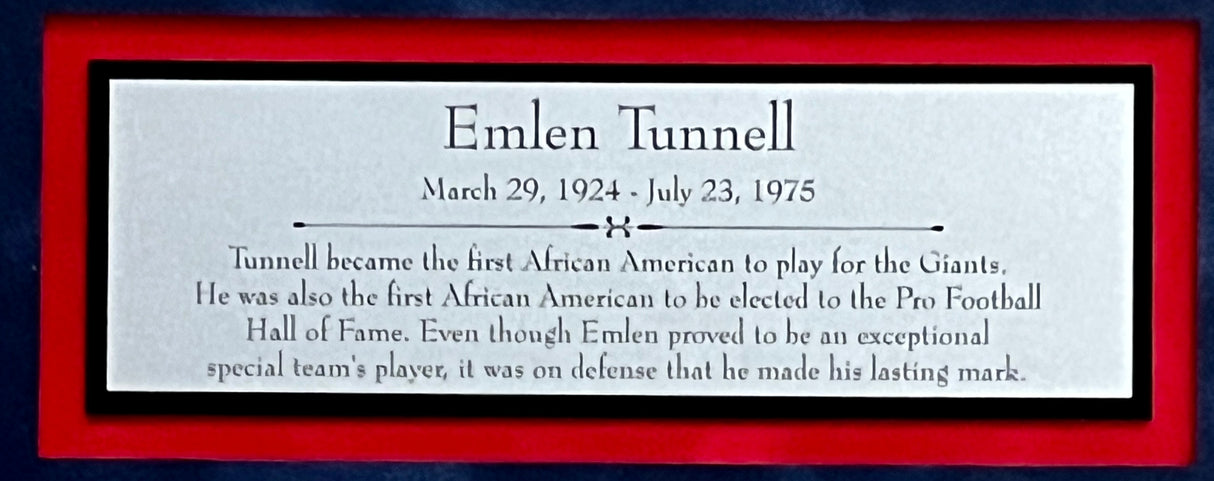 Emlen Tunnell
March 29, 1924 - July 23, 1975
Tunnell became the first African American to play for the Giants.
He was also the first African American to be elected to the Pro Football
Hall of Fame. Even though Emlen proved to be an exceptional
special team's player, it was on defense that he made his lasting mark.